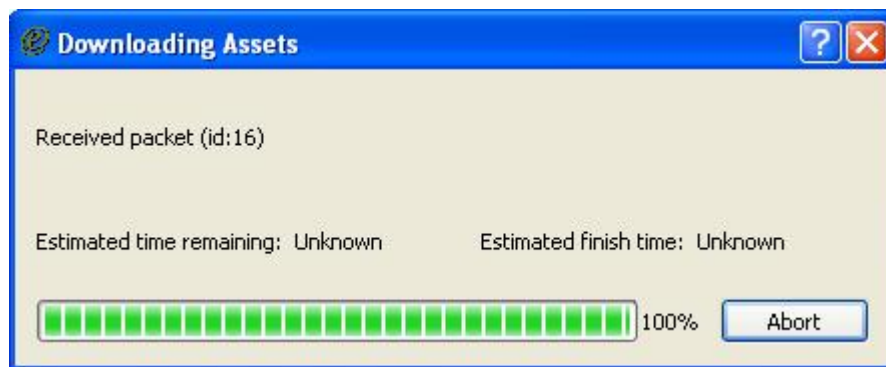 Downloading Assets
Received packet (id:16)
Estimated time remaining: Unknown Estimated finish time: Unknown
100% Abort